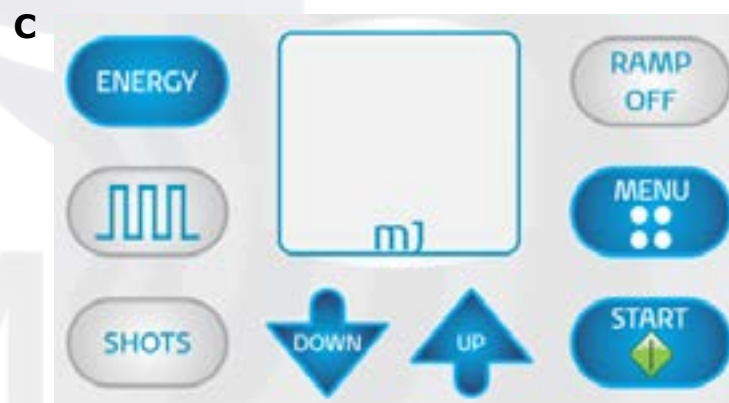 C
ENERGY
RAMP
OFF
MENU
mJ
SHOTS
DOWN
UP
START